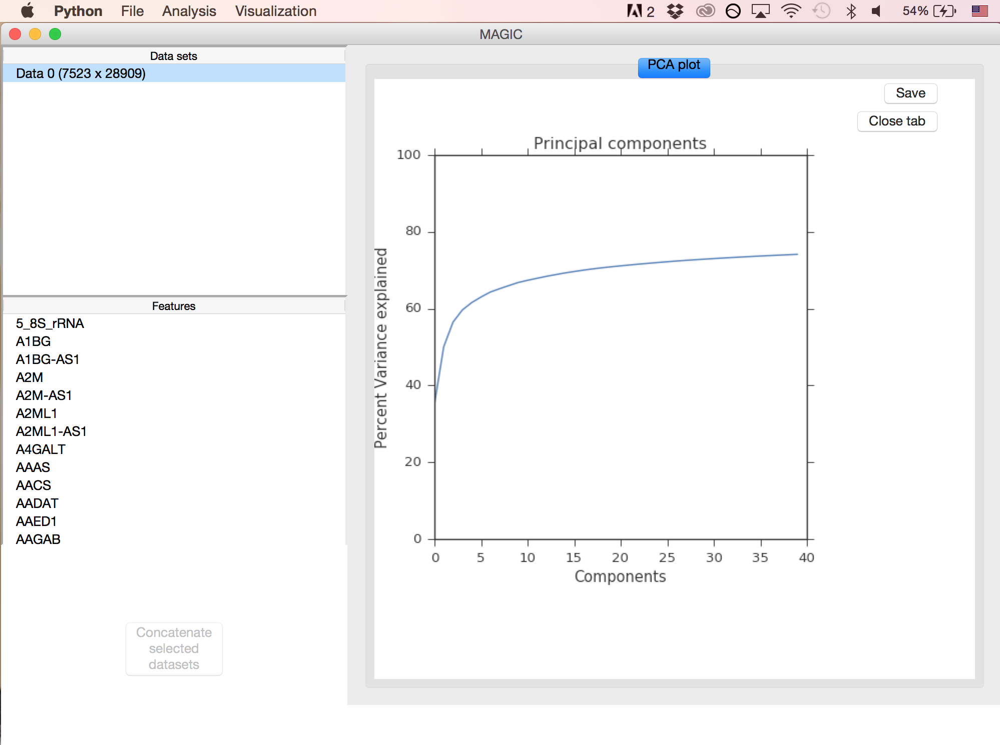 Python File Analysis Visualization 2 54%
MAGIC
Data sets
Data 0 (7523 x 28909)
Features
5_8S_rRNA
A1BG
A1BG-AS1
A2M
A2M-AS1
A2ML1
A2ML1-AS1
A4GALT
AAAS
AACS
AADAT
AAED1
AAGAB
Concatenate
selected
datasets
PCA plot
Save
Close tab
Principal components
Percent Variance explained
100
80
60
40
20
0
0 5 10 15 20 25 30 35 40
Components